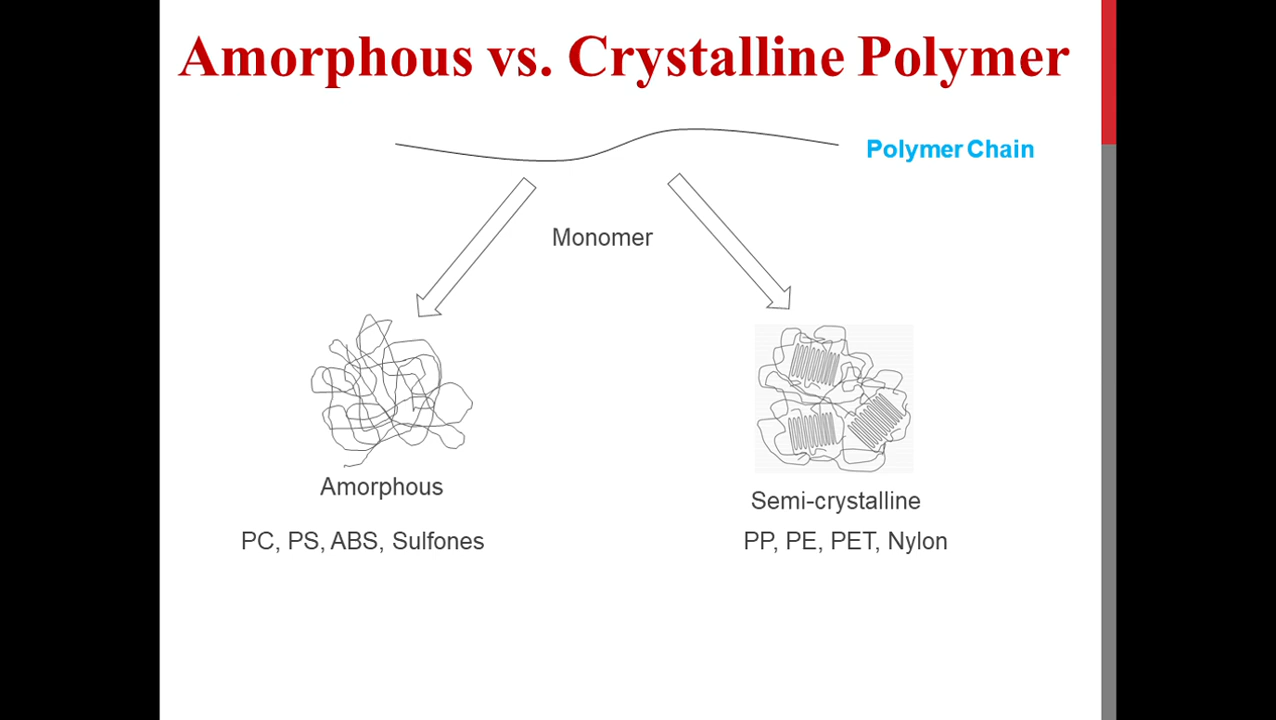 Amorphous vs. Crystalline Polymer
Polymer Chain
Monomer
Amorphous
Semi-crystalline
PC, PS, ABS, Sulfones
PP, PE, PET, Nylon